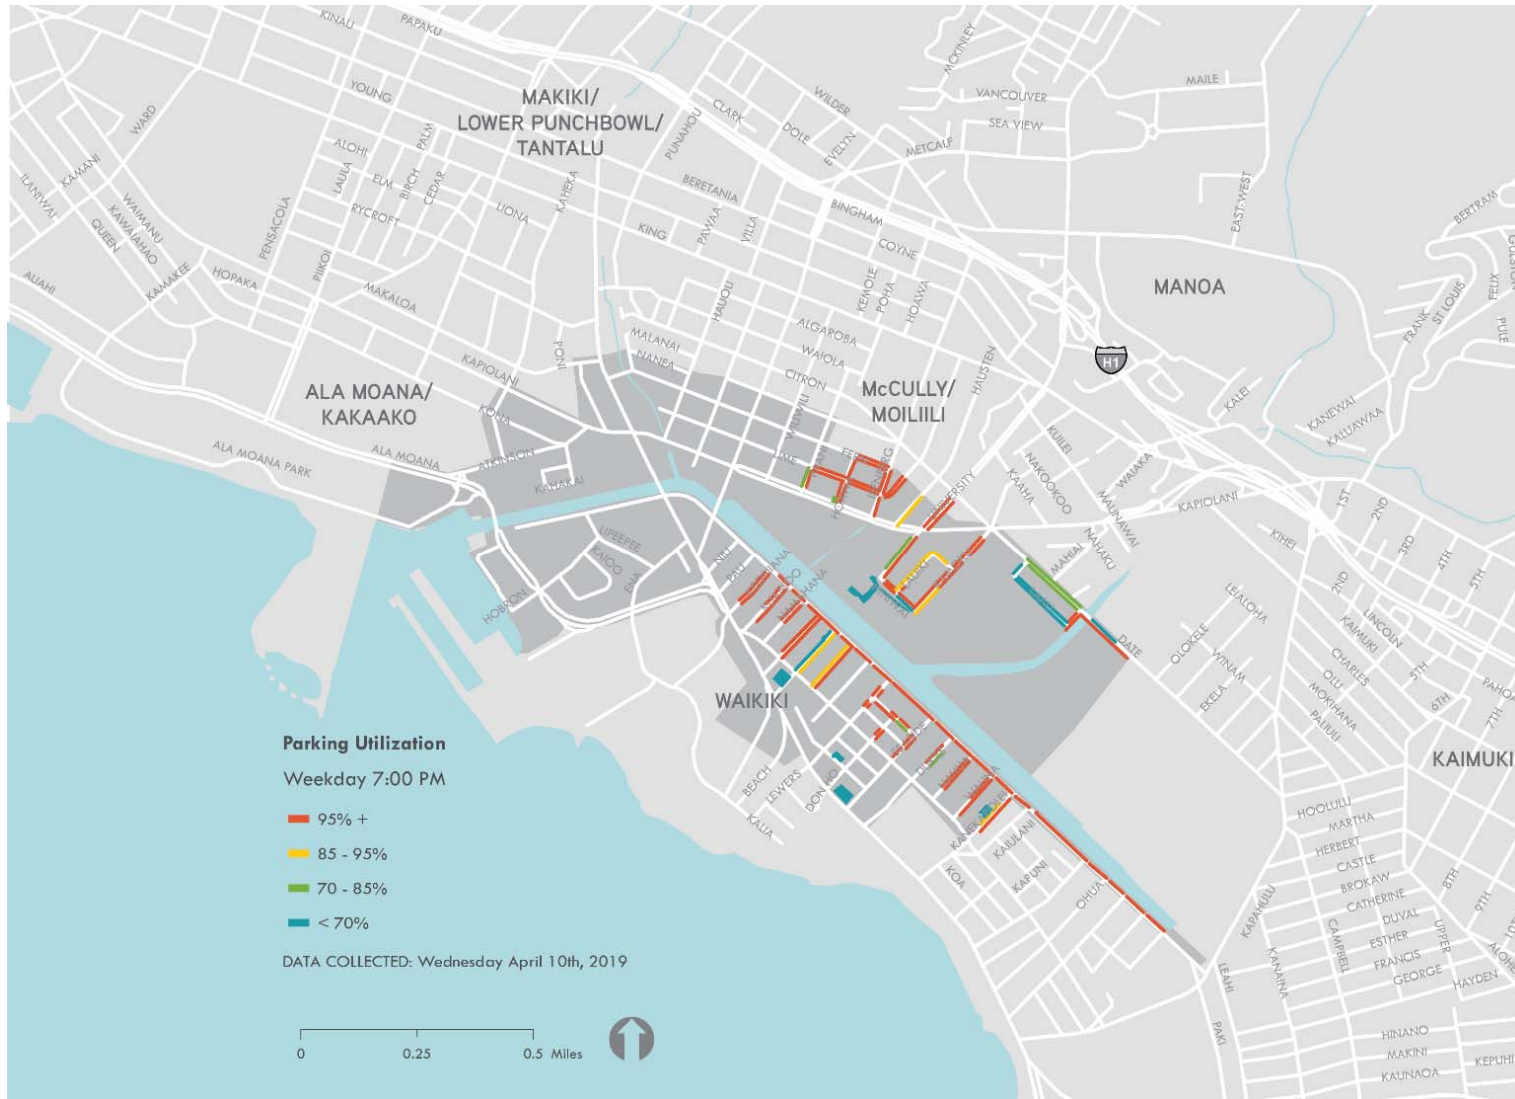 KINAU
PAPAKU
MCKINLEY
MAILE
YOUNG
MAKIKI/
LOWER PUNCHBOWL/
TANTALU
WILDER
VANCOUVER
WARD
CLARK
SEA VIEW
PALM
DOLE
EVELYN
METCALF
PUNAHOU
ALOHI
KAMANI
LAULA
ELM
BIRCH
CEDAR
KAHEKA
BERETANIA
EAST-WEST
BERTRAM
ILANIWAI
WAIMANU
KAWAIAHAO
QUEEN
RYCROFT
LIONA
KING
PAWAA
VILLA
BINGHAM
COYNE
GULSTON
PENSACOLA
KAMAKEE
HOPAKA
PIIKOI
MAKALOA
AUAHI
HAUOLI
KEMOLE
POHA
HOAWA
MANOA
FELIX
ST LOUIS
FRANK
PULE
MALANAI
NANEA
ALGAROBA
WAIOLA
CITRON
H1
PONI
KAPIOLANI
HAUSTEN
ALA MOANA/
KAKAAKO
McCULLY/
MOILIILI
KALEI
KANEWAI
KALUAWAA
KONA
WILIWILI
KUILEI
ALA MOANA PARK
ALA MOANA
ATKINSON
LIME
NAKOOKOO
WAIAKA
KAHAKAI
UNIVERSITY
KAAHA
MAUNAWAI
KAPIOLANI
1ST
2ND
NAHAKU
MAHIAI
KIHEI
3RD
4TH
5TH
LIPEEPEE
KAIOO
ENA
NIU
PAU
HOBRON
2ND
LEALOHA
LINCOLN
KAIMUKI
DATE
OLOKELE
WINAM
EKELA
CHARLES
OLU
MOKIHANA
PALIULI
5TH
6TH
PAHOA
7TH
WAIKIKI
KAIMUKI
Parking Utilization
Weekday 7:00 PM
95% +
85 - 95%
70 - 85%
< 70%
DATA COLLECTED: Wednesday April 10th, 2019
0
0.25
0.5 Miles
BEACH
LEWERS
DON HO
KALIA
KAIULANI
KAPUNI
KOA
OHUA
HOOLULU
MARTHA
HERBERT
CASTLE
BROKAW
CATHERINE
DUVAL
ESTHER
FRANCIS
GEORGE
UPPER
8TH
9TH
HAYDEN
KAPAHULU
CAMPBELL
KANAINA
LEAHI
PAKI
HINANO
MAKINI
KAUNAOA
KEPUHI